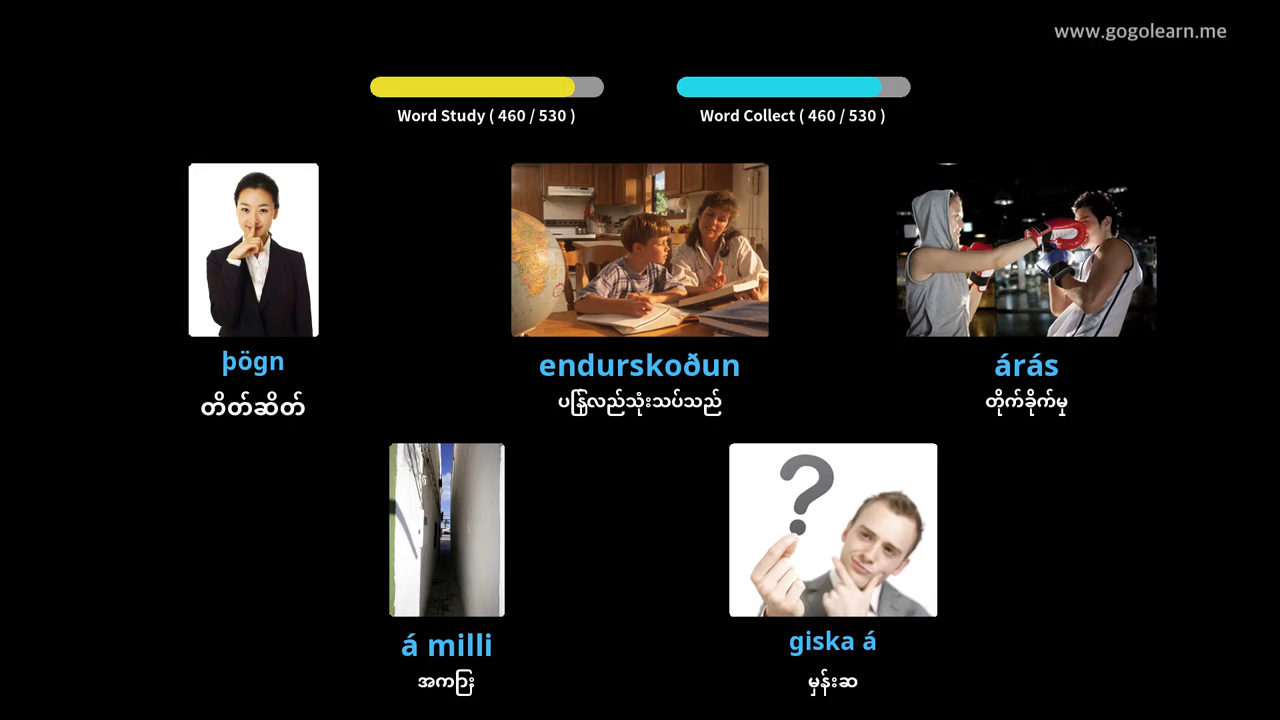 www.gogolearn.me
Word Study ( 460 / 530 )
Word Collect ( 460 / 530 )
þögn
တိတ်ဆိတ်
endurskoðun
ပြန်လည်သုံးသပ်သည်
árás
တိုက်ခိုက်မှု
á milli
အကြား
giska á
မှန်းဆ